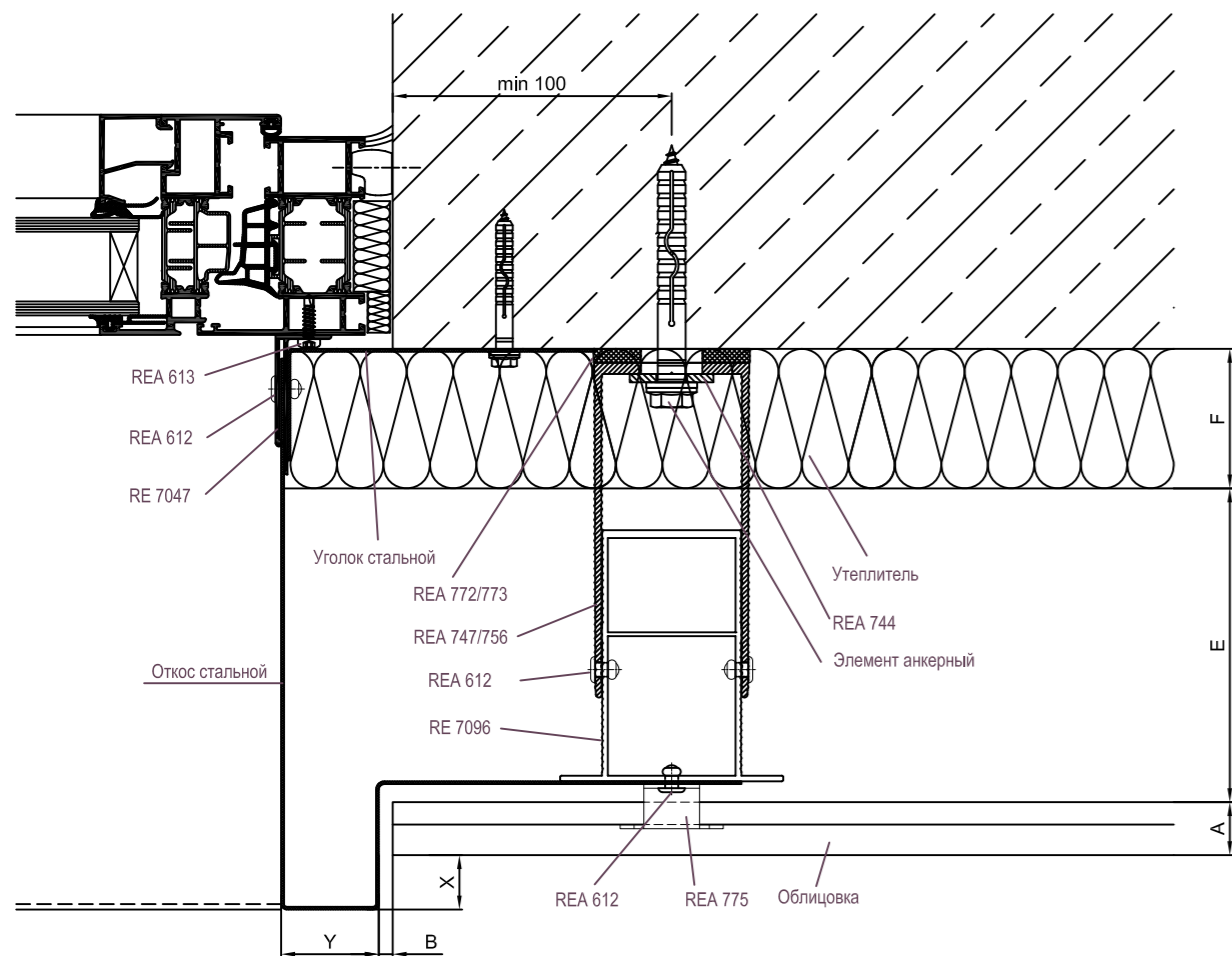 min 100
REA 613
REA 612
RE 7047
Уголок стальной
REA 772/773
REA 747/756
Откос стальной
REA 612
RE 7096
Утеплитель
REA 744
Элемент анкерный
F
E
A
X
REA 612
REA 775
Облицовка
Y
B